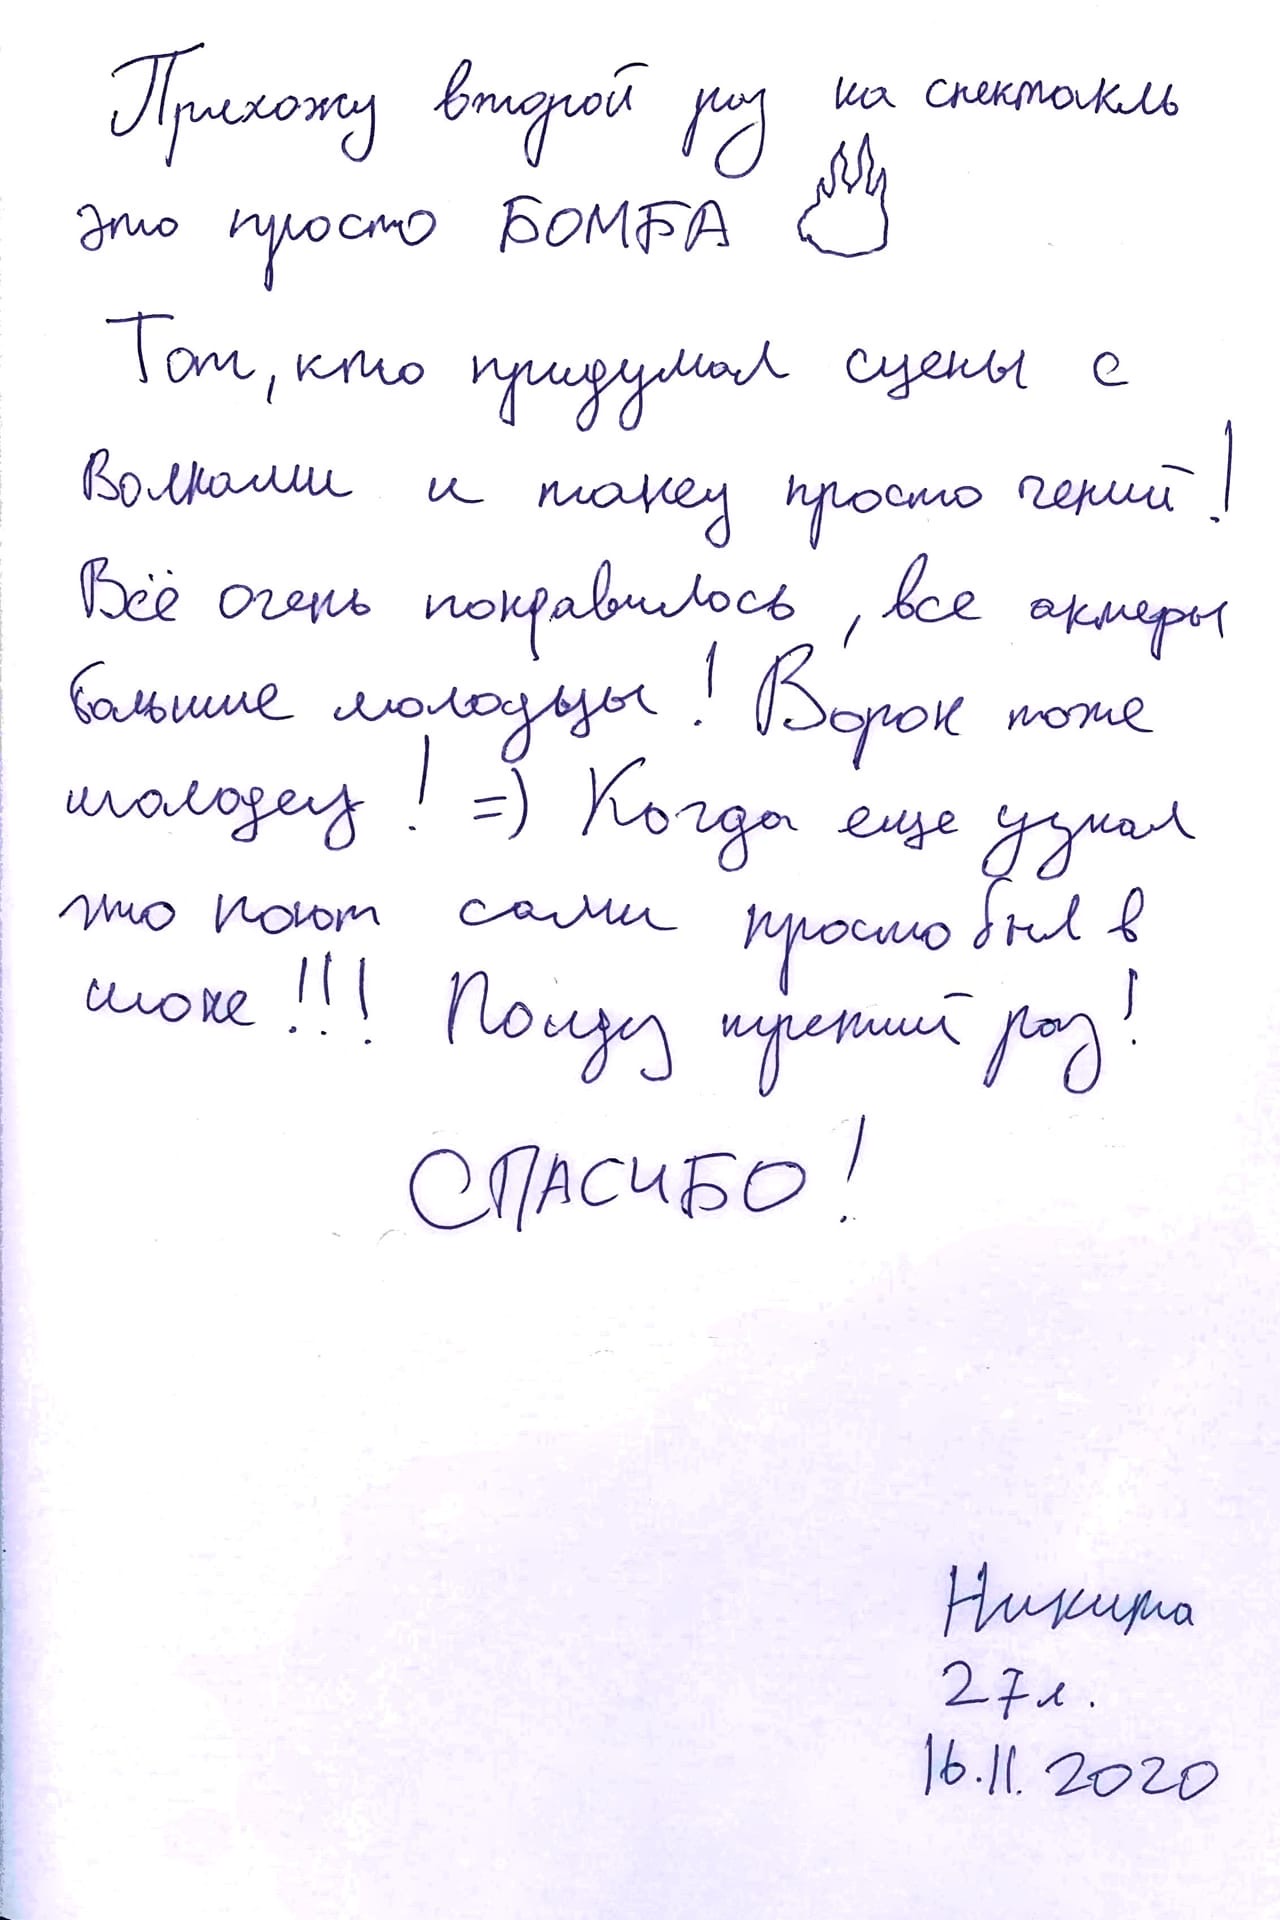 Прихожу второй раз на спектакль
это просто БОМБА
Тот, кто придумал сцены с
Волками и танец просто гений!
Всё очень понравилось, все актеры
большие молодцы! Ворон тоже
молодец! =) Когда еще узнал
что поют сами просто был в
шоке!!! Пойду третий раз!
СПАСИБО!
Никита
27 л.
16.11.2020